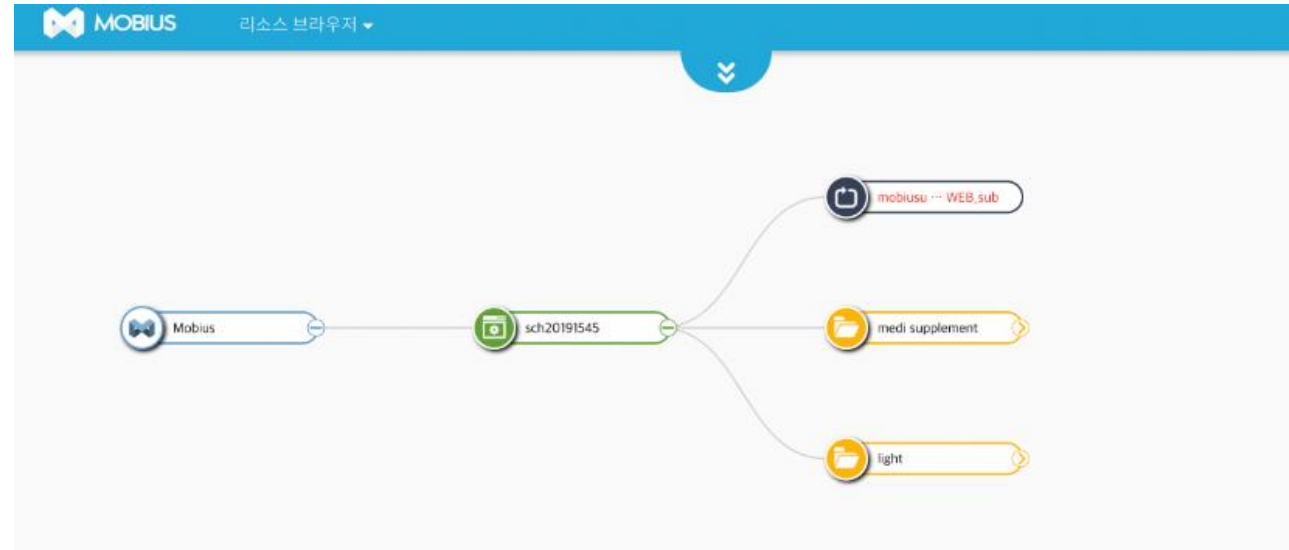 MOBIUS 리소스 브라우저
mobiusu ··· WEB_sub
Mobius
sch20191545
medi supplement
light